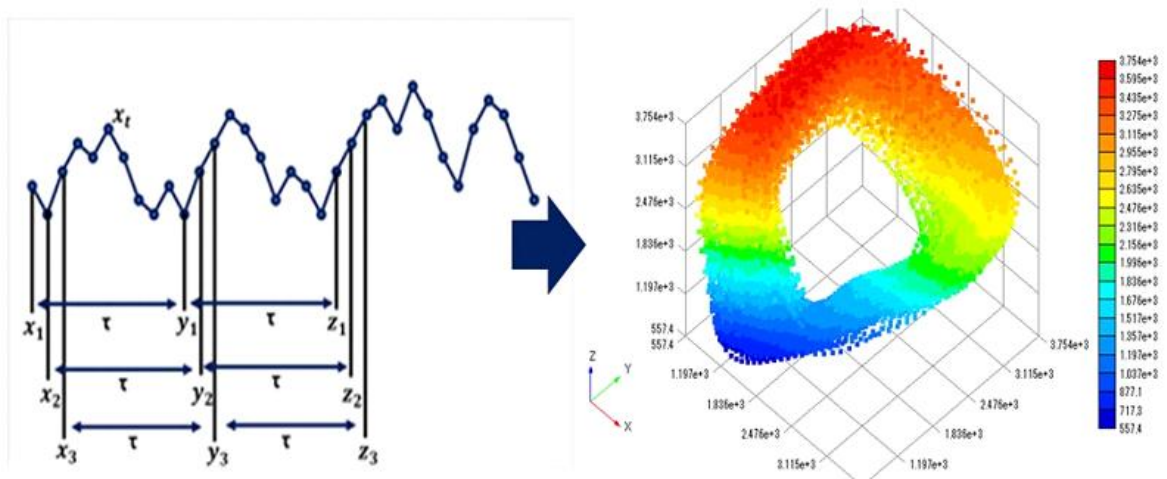 x_t
τ
τ
x_1
y_1
z_1
τ
τ
x_2
y_2
z_2
τ
τ
x_3
y_3
z_3
3.754e+3
3.115e+3
2.476e+3
1.836e+3
1.197e+3
557.4
557.4
1.197e+3
1.836e+3
2.476e+3
3.115e+3
3.754e+3
3.115e+3
2.476e+3
1.836e+3
1.197e+3
Z
Y
X
3.754e+3
3.595e+3
3.435e+3
3.275e+3
3.115e+3
2.955e+3
2.795e+3
2.635e+3
2.476e+3
2.316e+3
2.156e+3
1.996e+3
1.836e+3
1.676e+3
1.517e+3
1.357e+3
1.197e+3
1.037e+3
877.1
717.3
557.4